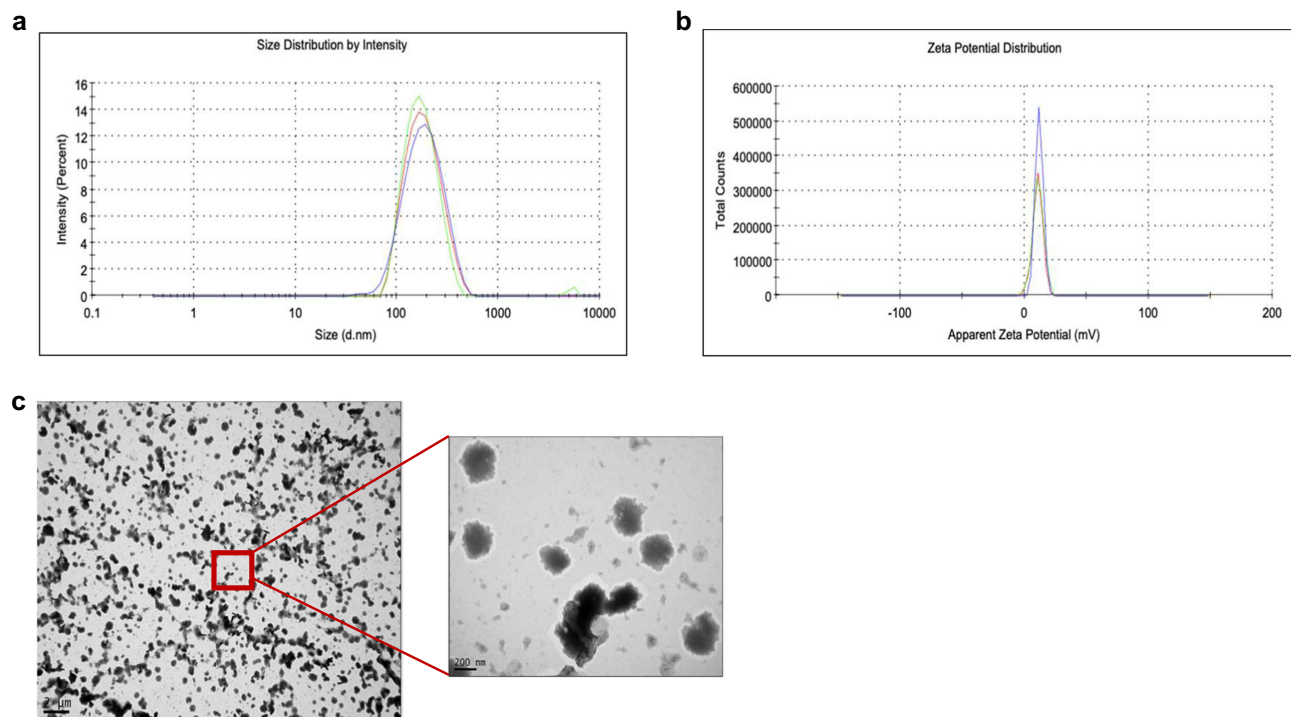 a
Size Distribution by Intensity
Intensity (Percent)
16
14
12
10
8
6
4
2
0
0.1 1 10 100 1000 10000
Size (d.nm)
b
Zeta Potential Distribution
Total Counts
600000
500000
400000
300000
200000
100000
0
-100 0 100 200
Apparent Zeta Potential (mV)
c
2 µm
200 nm